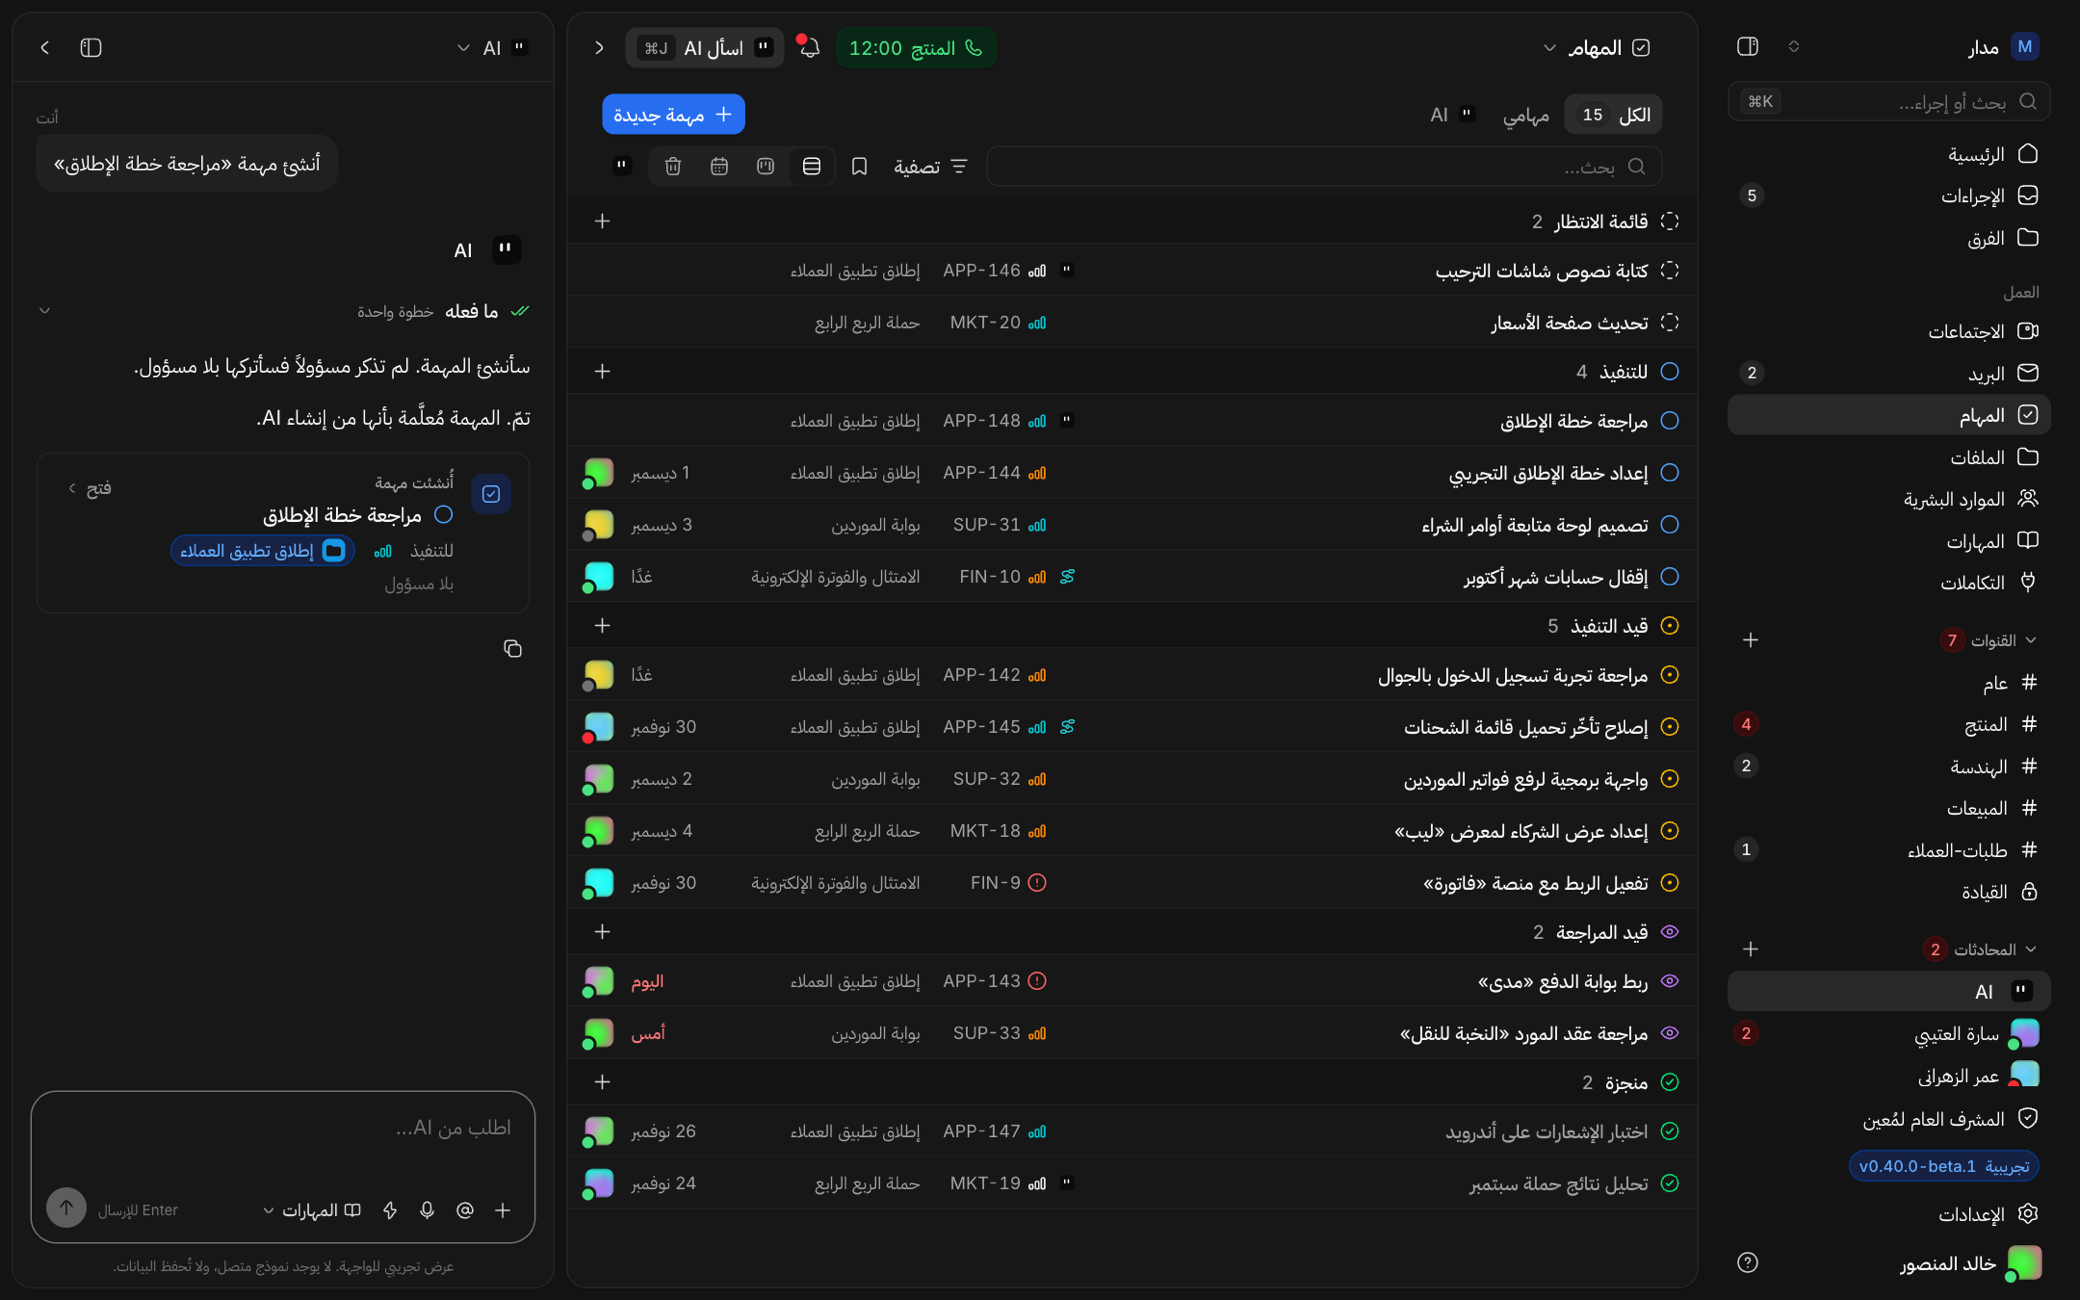 M مدار
بحث أو إجراء... ⌘K
الرئيسية
الإجراءات 5
الفرق
العمل
الاجتماعات
البريد 2
المهام
الملفات
الموارد البشرية
المهارات
التكاملات
القنوات 7
# عام
# المنتج 4
# الهندسة 2
# المبيعات
# طلبات-العملاء 1
القيادة
المحادثات 2
AI
سارة العتيبي 2
عمر الزهراني
المشرف العام لمُعين
تجريبية v0.40.0-beta.1
الإعدادات
خالد المنصور
المهام
المنتج 12:00
اسأل AI ⌘J
الكل 15
مهامي
AI
مهمة جديدة
بحث...
تصفية
قائمة الانتظار 2
كتابة نصوص شاشات الترحيب APP-146 إطلاق تطبيق العملاء
تحديث صفحة الأسعار MKT-20 حملة الربع الرابع
للتنفيذ 4
مراجعة خطة الإطلاق APP-148 إطلاق تطبيق العملاء
إعداد خطة الإطلاق التجريبي APP-144 إطلاق تطبيق العملاء 1 ديسمبر
تصميم لوحة متابعة أوامر الشراء SUP-31 بوابة الموردين 3 ديسمبر
إقفال حسابات شهر أكتوبر FIN-10 الامتثال والفوترة الإلكترونية غدًا
قيد التنفيذ 5
مراجعة تجربة تسجيل الدخول بالجوال APP-142 إطلاق تطبيق العملاء غدًا
إصلاح تأخّر تحميل قائمة الشحنات APP-145 إطلاق تطبيق العملاء 30 نوفمبر
واجهة برمجية لرفع فواتير الموردين SUP-32 بوابة الموردين 2 ديسمبر
إعداد عرض الشركاء لمعرض «ليب» MKT-18 حملة الربع الرابع 4 ديسمبر
تفعيل الربط مع منصة «فاتورة» FIN-9 الامتثال والفوترة الإلكترونية 30 نوفمبر
قيد المراجعة 2
ربط بوابة الدفع «مدى» APP-143 إطلاق تطبيق العملاء اليوم
مراجعة عقد المورد «النخبة للنقل» SUP-33 بوابة الموردين أمس
منجزة 2
اختبار الإشعارات على أندرويد APP-147 إطلاق تطبيق العملاء 26 نوفمبر
تحليل نتائج حملة سبتمبر MKT-19 حملة الربع الرابع 24 نوفمبر
AI
أنت
أنشئ مهمة «مراجعة خطة الإطلاق»
AI
ما فعله خطوة واحدة
سأنشئ المهمة. لم تذكر مسؤولاً فسأتركها بلا مسؤول.
تمّ. المهمة مُعلَّمة بأنها من إنشاء AI.
أُنشئت مهمة
فتح
مراجعة خطة الإطلاق
للتنفيذ إطلاق تطبيق العملاء
بلا مسؤول
اطلب من AI...
المهارات
Enter للإرسال
عرض تجريبي للواجهة. لا يوجد نموذج متصل، ولا تُحفظ البيانات.